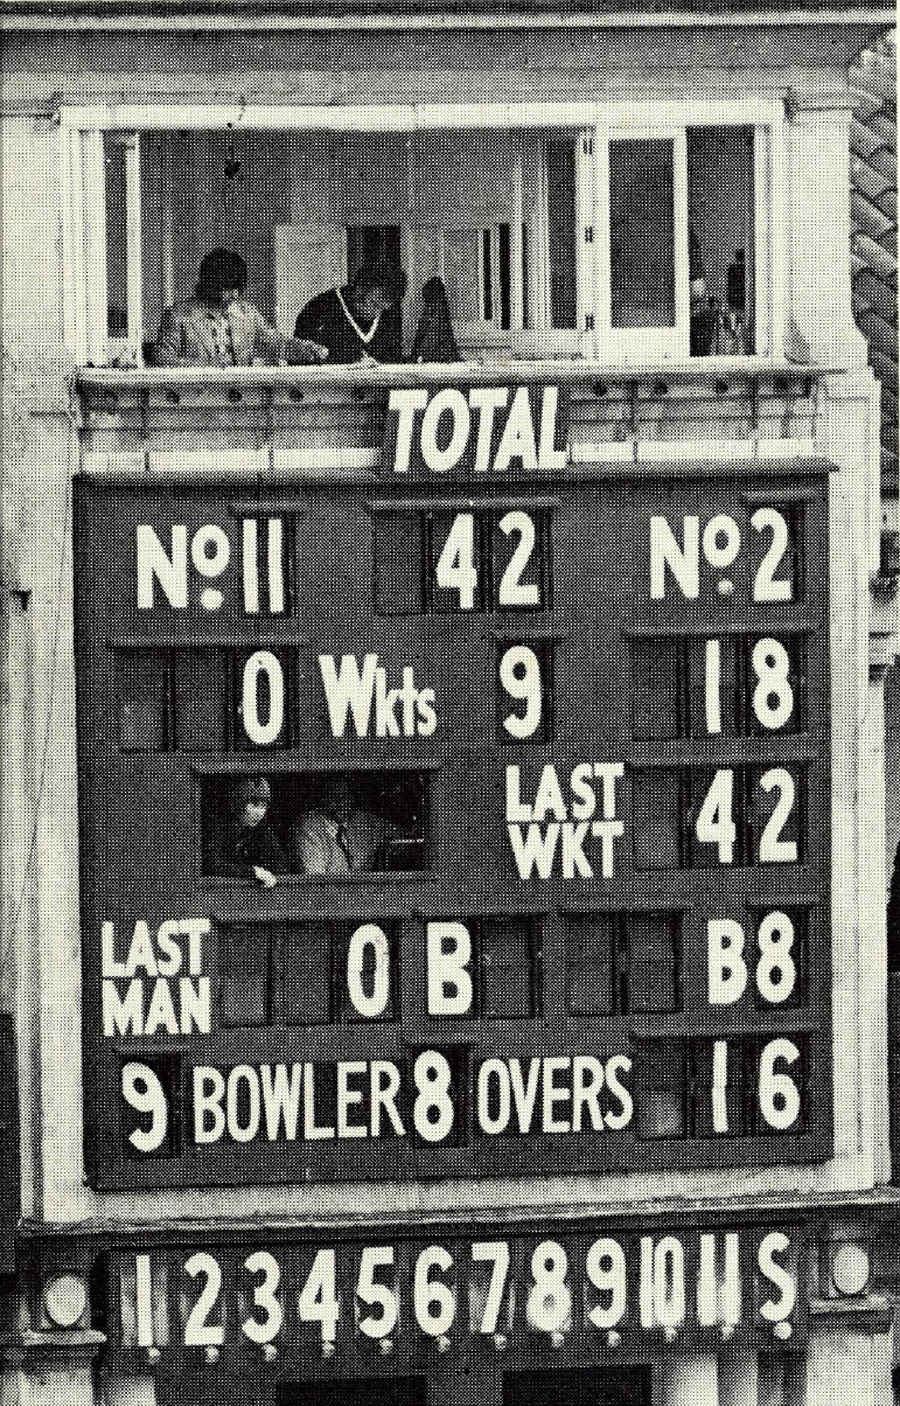 TOTAL
Nº 11 42 Nº 2
0 Wkts 9 18
LAST WKT 42
LAST MAN 0 B B8
9 BOWLER 8 OVERS 16
1 2 3 4 5 6 7 8 9 10 11 S